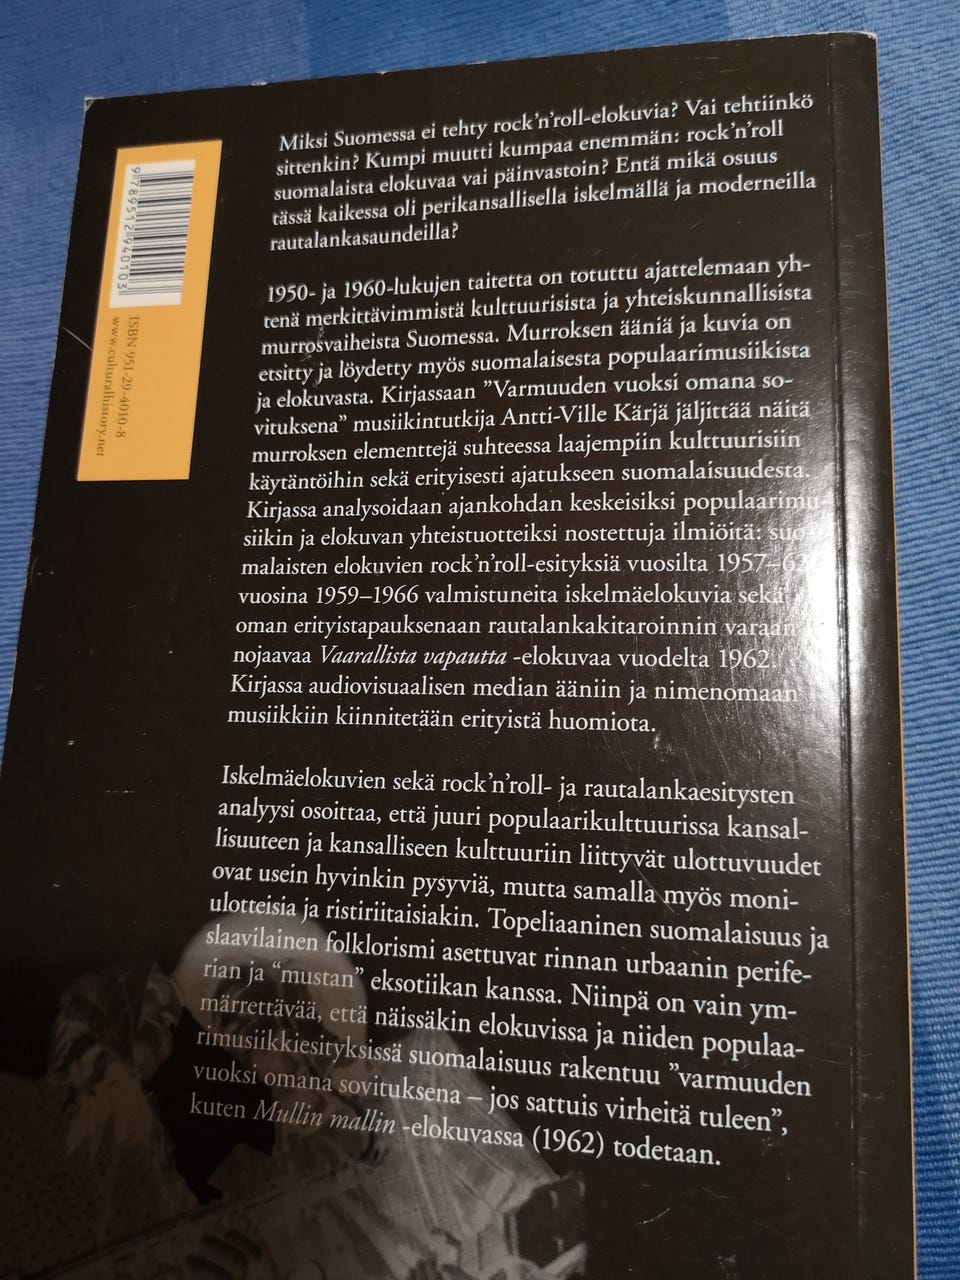 Miksi Suomessa ei tehty rock'n'roll-elokuvia? Vai tehtiinkö
sittenkin? Kumpi muutti kumpaa enemmän: rock'n'roll
suomalaista elokuvaa vai päinvastoin? Entä mikä osuus
tässä kaikessa oli perikansallisella iskelmällä ja moderneilla
rautalankasaundeilla?
1950- ja 1960-lukujen taitetta on totuttu ajattelemaan yh-
tenä merkittävimmistä kulttuurisista ja yhteiskunnallisista
murrosvaiheista Suomessa. Murroksen ääniä ja kuvia on
etsitty ja löydetty myös suomalaisesta populaarimusiikista
ja elokuvasta. Kirjassaan ”Varmuuden vuoksi omana so-
vituksena” musiikintutkija Antti-Ville Kärjä jäljittää näitä
murroksen elementtejä suhteessa laajempiin kulttuurisiin
käytäntöihin sekä erityisesti ajatukseen suomalaisuudesta.
Kirjassa analysoidaan ajankohdan keskeisiksi populaarimu-
siikin ja elokuvan yhteistuotteiksi nostettuja ilmiöitä: suo-
malaisten elokuvien rock'n'roll-esityksiä vuosilta 1957–62,
vuosina 1959–1966 valmistuneita iskelmäelokuvia sekä
oman erityistapauksenaan rautalankakitaroinnin varaan
nojaavaa Vaarallista vapautta -elokuvaa vuodelta 1962.
Kirjassa audiovisuaalisen median ääniin ja nimenomaan
musiikkiin kiinnitetään erityistä huomiota.
Iskelmäelokuvien sekä rock'n'roll- ja rautalankaesitysten
analyysi osoittaa, että juuri populaarikulttuurissa kansal-
lisuuteen ja kansalliseen kulttuuriin liittyvät ulottuvuudet
ovat usein hyvinkin pysyviä, mutta samalla myös moni-
ulotteisia ja ristiriitaisiakin. Topeliaaninen suomalaisuus ja
slaavilainen folklorismi asettuvat rinnan urbaanin perife-
rian ja “mustan” eksotiikan kanssa. Niinpä on vain ym-
märrettävää, että näissäkin elokuvissa ja niiden populaa-
rimusiikkiesityksissä suomalaisuus rakentuu ”varmuuden
vuoksi omana sovituksena – jos sattuis virheitä tuleen”,
kuten Mullin mallin -elokuvassa (1962) todetaan.
9789512940103
ISBN 951-29-4010-8
www.culturalhistory.net